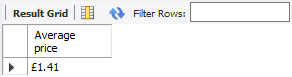 Result Grid Filter Rows:
Average
price
£1.41